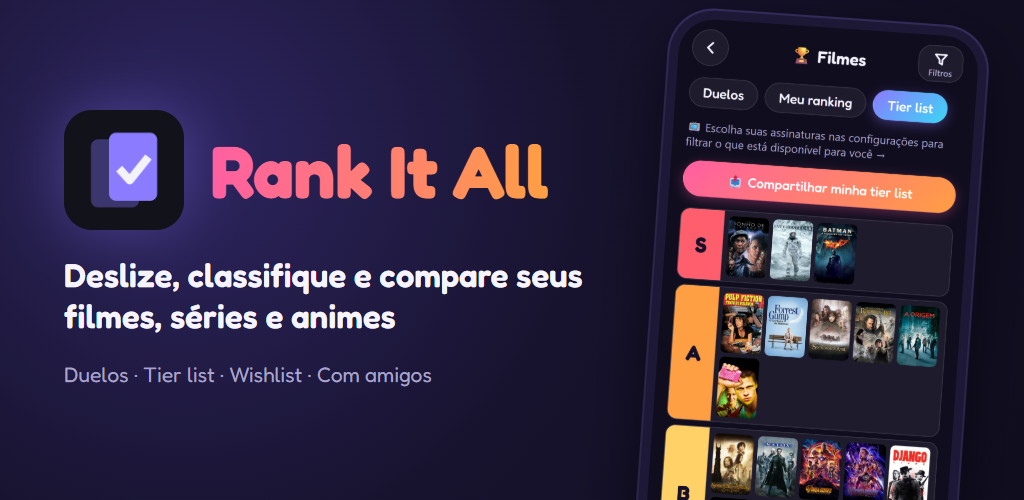 Rank It All
Deslize, classifique e compare seus
filmes, séries e animes
Duelos · Tier list · Wishlist · Com amigos
Filmes
Filtros
Duelos
Meu ranking
Tier list
Escolha suas assinaturas nas configurações para
filtrar o que está disponível para você →
Compartilhar minha tier list
S
BATMAN
A
PULP FICTION
Forrest
Gump
A ORIGEM
B
DJANGO